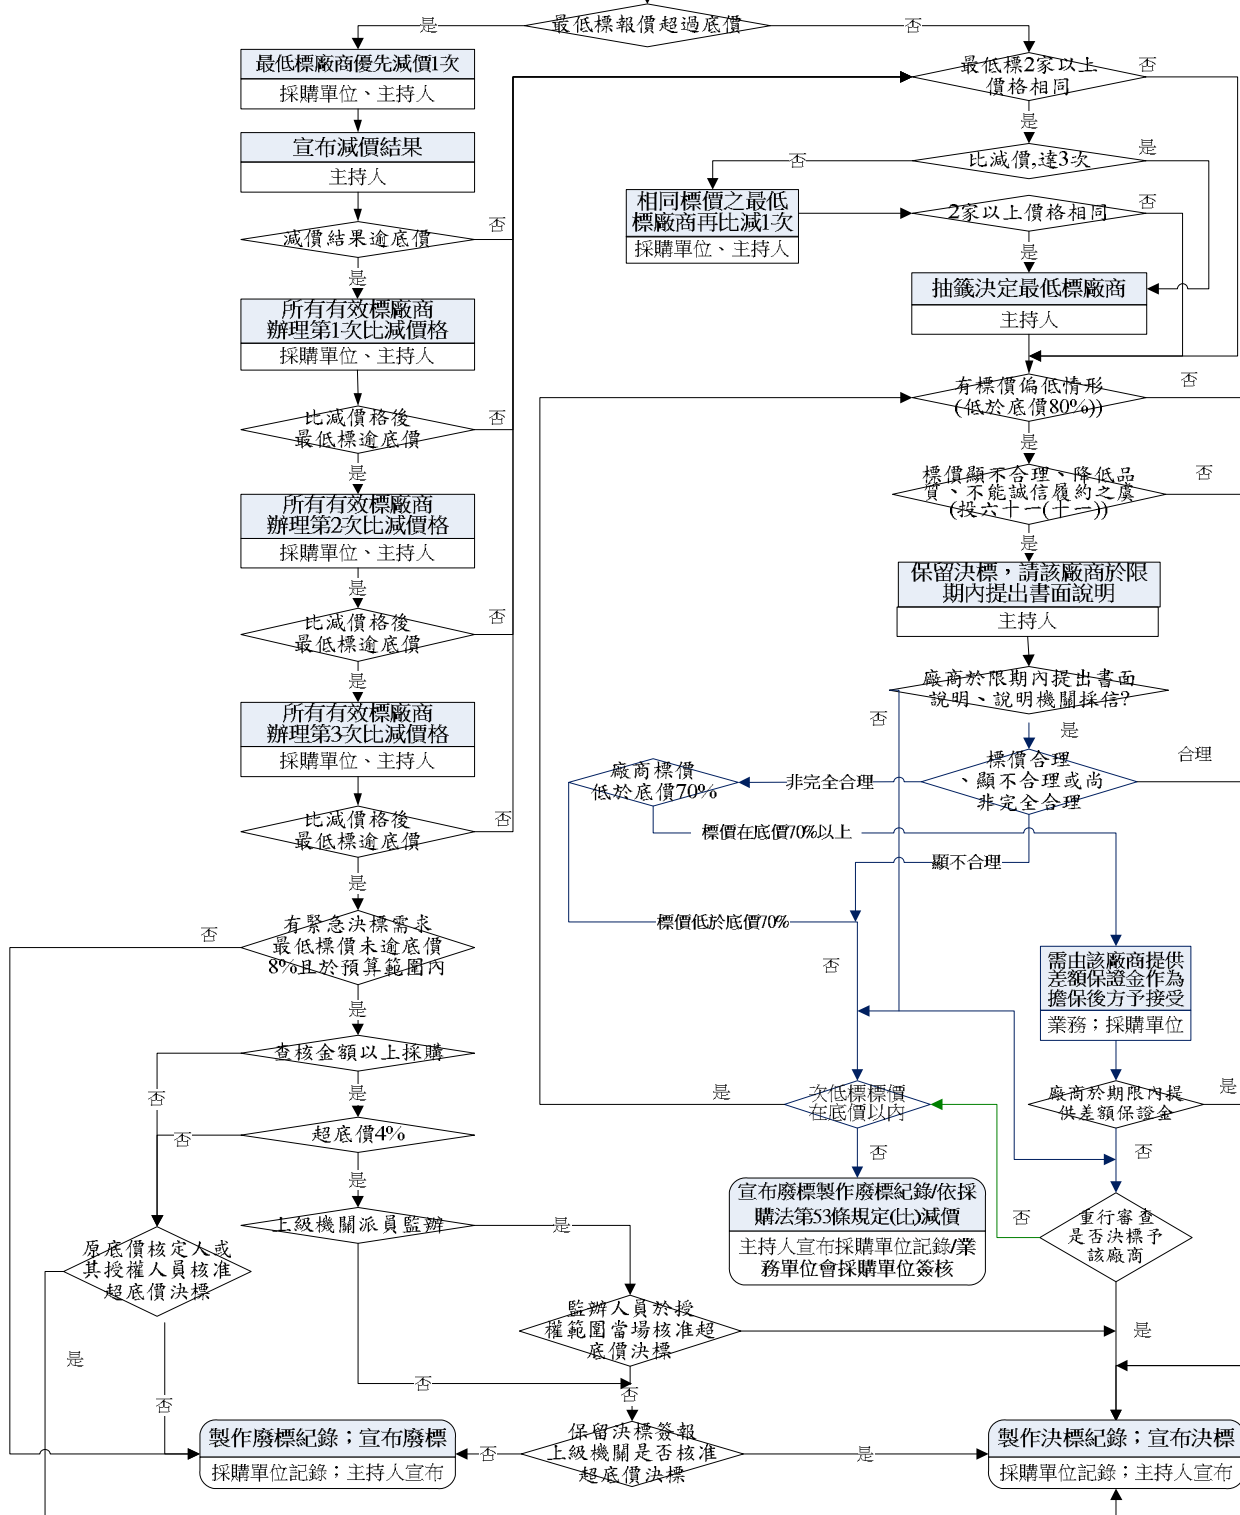 是
最低標報價超過底價
否
最低標廠商優先減價1次
採購單位、主持人
最低標2家以上
價格相同
否
宣布減價結果
主持人
是
比減價,達3次
否
是
相同標價之最低
標廠商再比減1次
採購單位、主持人
2家以上價格相同
否
減價結果逾底價
否
是
是
抽籤決定最低標廠商
主持人
所有有效標廠商
辦理第1次比減價格
採購單位、主持人
有標價偏低情形
(低於底價80%))
否
比減價格後
最低標逾底價
否
是
是
標價顯不合理、降低品
質、不能誠信履約之虞
(投六十一(十一))
否
所有有效標廠商
辦理第2次比減價格
採購單位、主持人
是
保留決標，請該廠商於限
期內提出書面說明
主持人
比減價格後
最低標逾底價
否
是
廠商於限期內提出書面
說明、說明機關採信?
否
是
所有有效標廠商
辦理第3次比減價格
採購單位、主持人
標價合理
、顯不合理或尚
非完全合理
合理
非完全合理
廠商標價
低於底價70%
比減價格後
最低標逾底價
否
標價在底價70%以上
顯不合理
是
標價低於底價70%
有緊急決標需求
最低標價未逾底價
8%且於預算範圍內
否
是
否
需由該廠商提供
差額保證金作為
擔保後方予接受
業務；採購單位
查核金額以上採購
否
是
次低標標價
在底價以內
是
廠商於期限內提
供差額保證金
是
超底價4%
否
是
否
否
宣布廢標製作廢標紀錄/依採
購法第53條規定(比)減價
主持人宣布採購單位記錄/業
務單位會採購單位簽核
上級機關派員監辦
是
否
重行審查
是否決標予
該廠商
原底價核定人或
其授權人員核准
超底價決標
監辦人員於授
權範圍當場核准超
底價決標
是
是
否
否
否
製作廢標紀錄；宣布廢標
採購單位記錄；主持人宣布
否
保留決標簽報
上級機關是否核准
超底價決標
是
製作決標紀錄；宣布決標
採購單位記錄；主持人宣布